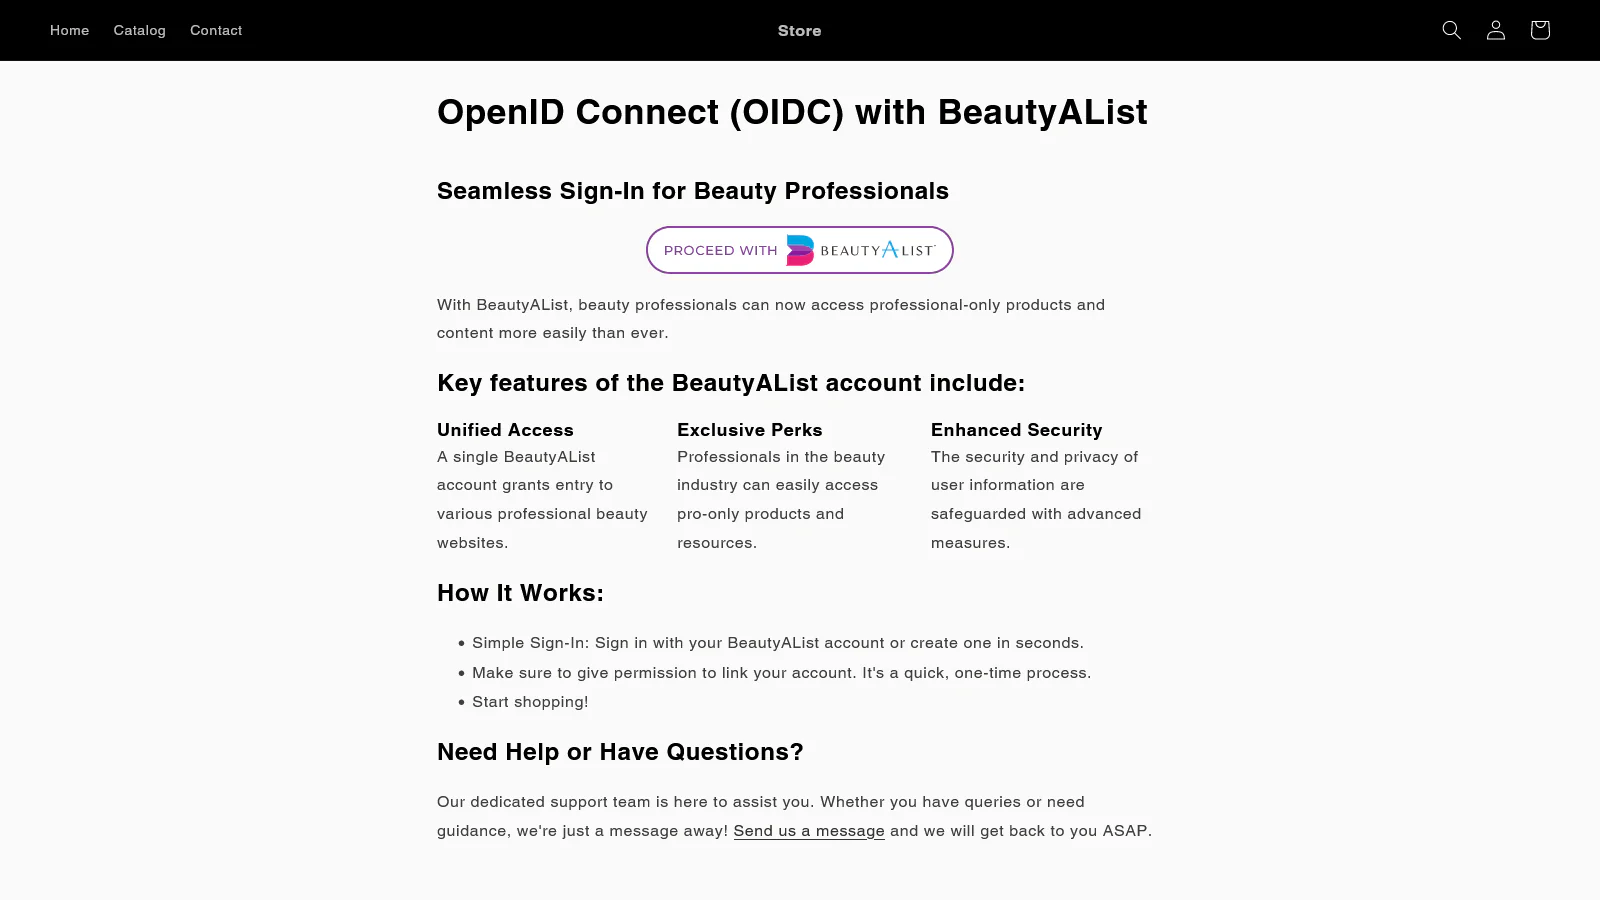 Home Catalog Contact Store
OpenID Connect (OIDC) with BeautyAList
Seamless Sign-In for Beauty Professionals
PROCEED WITH BEAUTYALIST
With BeautyAList, beauty professionals can now access professional-only products and
content more easily than ever.
Key features of the BeautyAList account include:
Unified Access
A single BeautyAList
account grants entry to
various professional beauty
websites.
Exclusive Perks
Professionals in the beauty
industry can easily access
pro-only products and
resources.
Enhanced Security
The security and privacy of
user information are
safeguarded with advanced
measures.
How It Works:
• Simple Sign-In: Sign in with your BeautyAList account or create one in seconds.
• Make sure to give permission to link your account. It's a quick, one-time process.
• Start shopping!
Need Help or Have Questions?
Our dedicated support team is here to assist you. Whether you have queries or need
guidance, we're just a message away! Send us a message and we will get back to you ASAP.